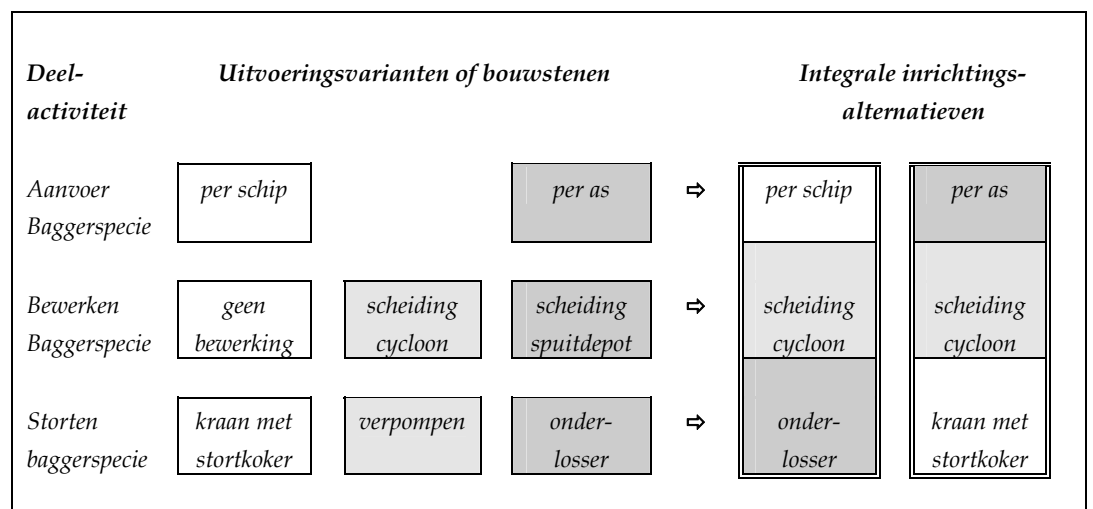 Deel-
activiteit
Uitvoeringsvarianten of bouwstenen
Integrale inrichtings-
alternatieven
Aanvoer
Baggerspecie
per schip
per as
⇨
per schip
per as
Bewerken
Baggerspecie
geen
bewerking
scheiding
cycloon
scheiding
spuitdepot
⇨
scheiding
cycloon
scheiding
cycloon
Storten
baggerspecie
kraan met
stortkoker
verpompen
onder-
losser
⇨
onder-
losser
kraan met
stortkoker